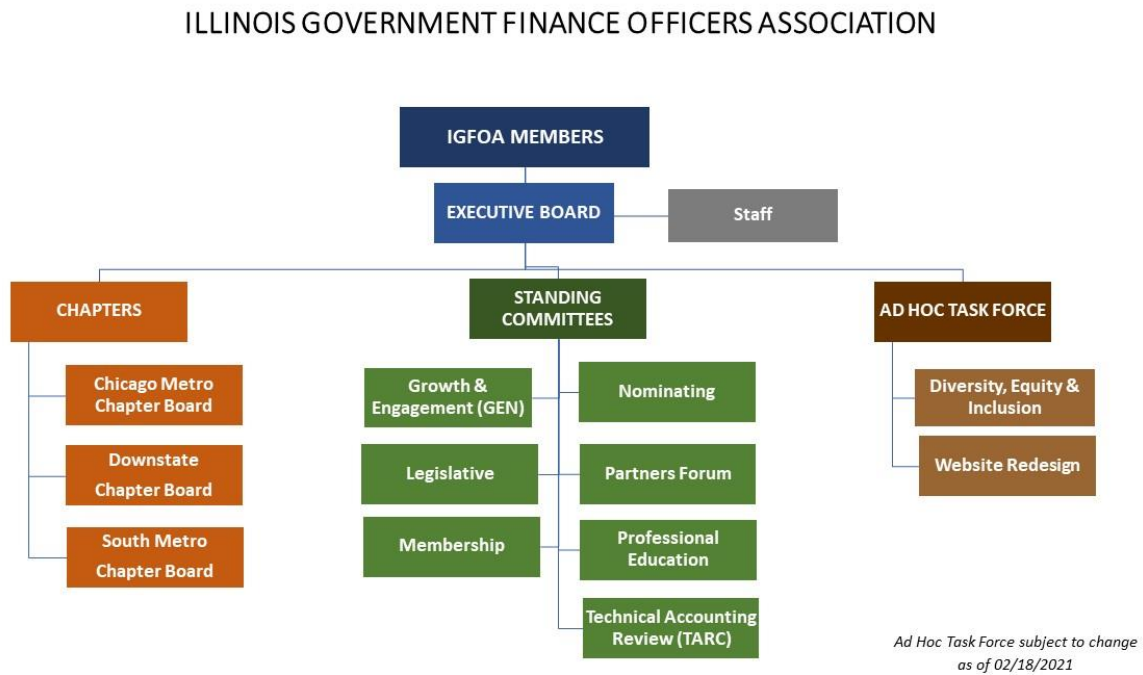 ILLINOIS GOVERNMENT FINANCE OFFICERS ASSOCIATION
IGFOA MEMBERS
EXECUTIVE BOARD
Staff
CHAPTERS
STANDING
COMMITTEES
AD HOC TASK FORCE
Chicago Metro
Chapter Board
Downstate
Chapter Board
South Metro
Chapter Board
Growth &
Engagement (GEN)
Legislative
Membership
Nominating
Partners Forum
Professional
Education
Technical Accounting
Review (TARC)
Diversity, Equity &
Inclusion
Website Redesign
Ad Hoc Task Force subject to change
as of 02/18/2021